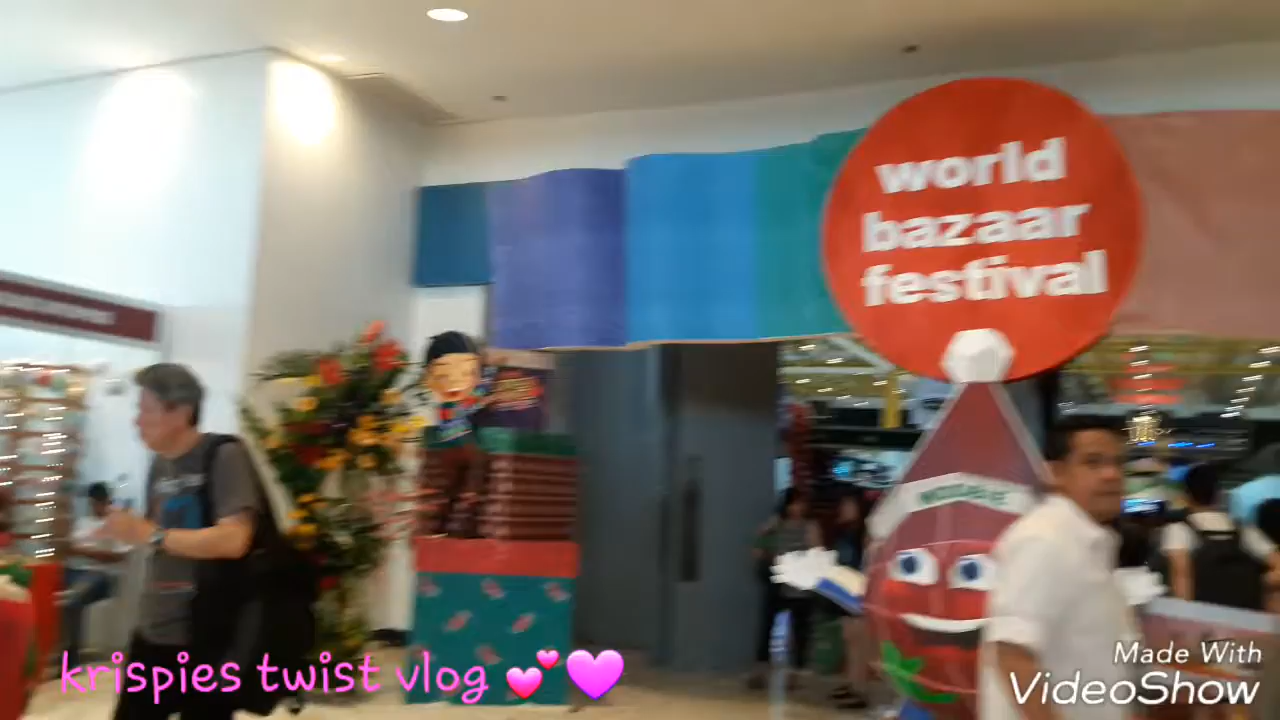 world
bazaar
festival
krispies twist vlog 💕💜
Made With
VideoShow